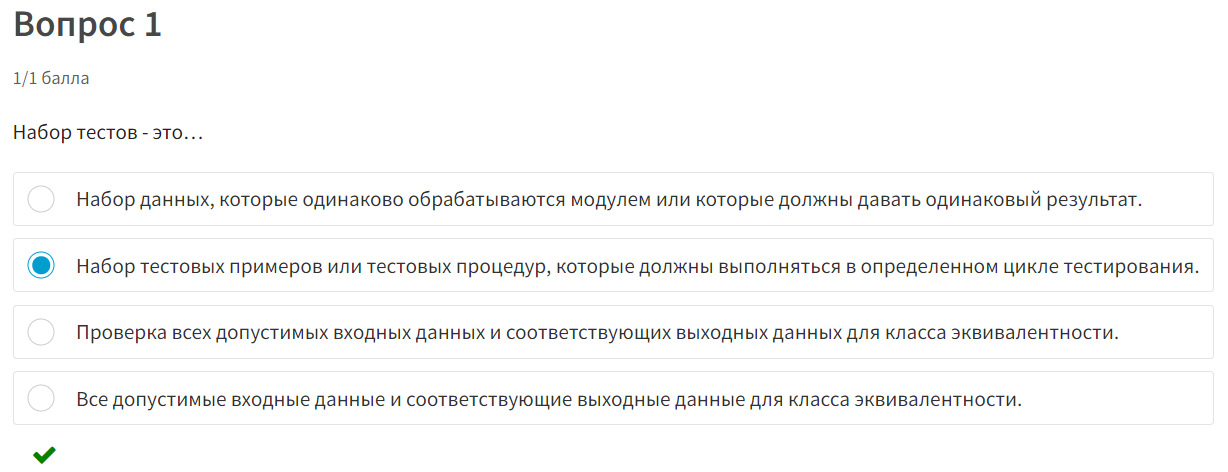 Вопрос 1
1/1 балла
Набор тестов - это…
Набор данных, которые одинаково обрабатываются модулем или которые должны давать одинаковый результат.
Набор тестовых примеров или тестовых процедур, которые должны выполняться в определенном цикле тестирования.
Проверка всех допустимых входных данных и соответствующих выходных данных для класса эквивалентности.
Все допустимые входные данные и соответствующие выходные данные для класса эквивалентности.